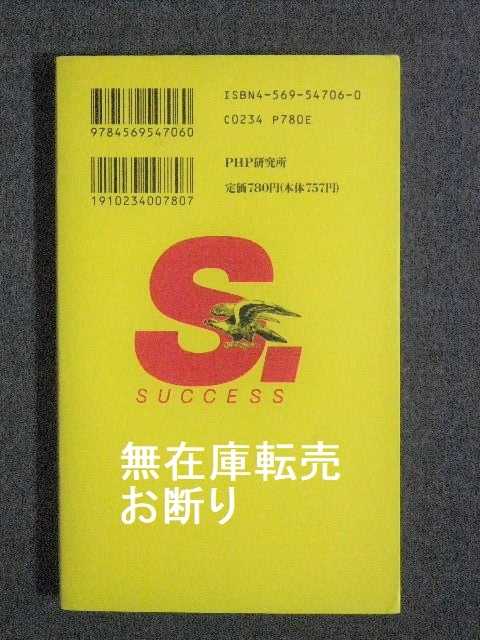 9784569547060
ISBN4-569-54706-0
C0234 P780E
1910234007807
PHP研究所
定価780円(本体757円)
S.
SUCCESS
無在庫転売
お断り